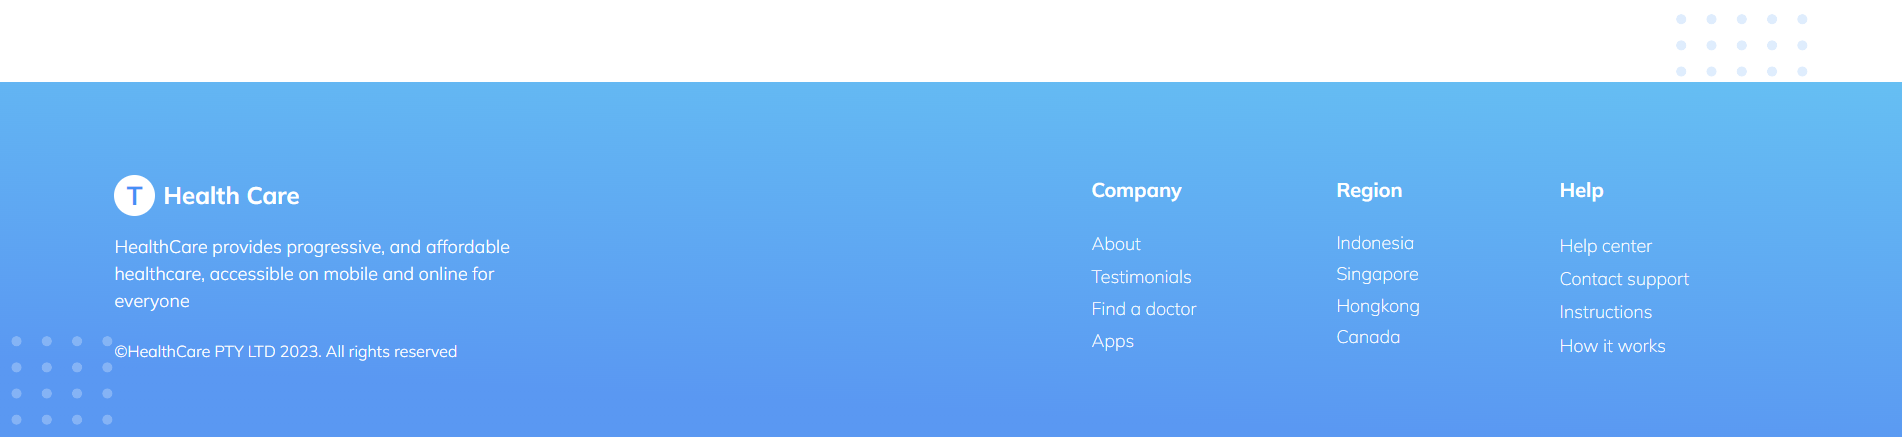 T Health Care
HealthCare provides progressive, and affordable
healthcare, accessible on mobile and online for
everyone
©HealthCare PTY LTD 2023. All rights reserved
Company
About
Testimonials
Find a doctor
Apps
Region
Indonesia
Singapore
Hongkong
Canada
Help
Help center
Contact support
Instructions
How it works